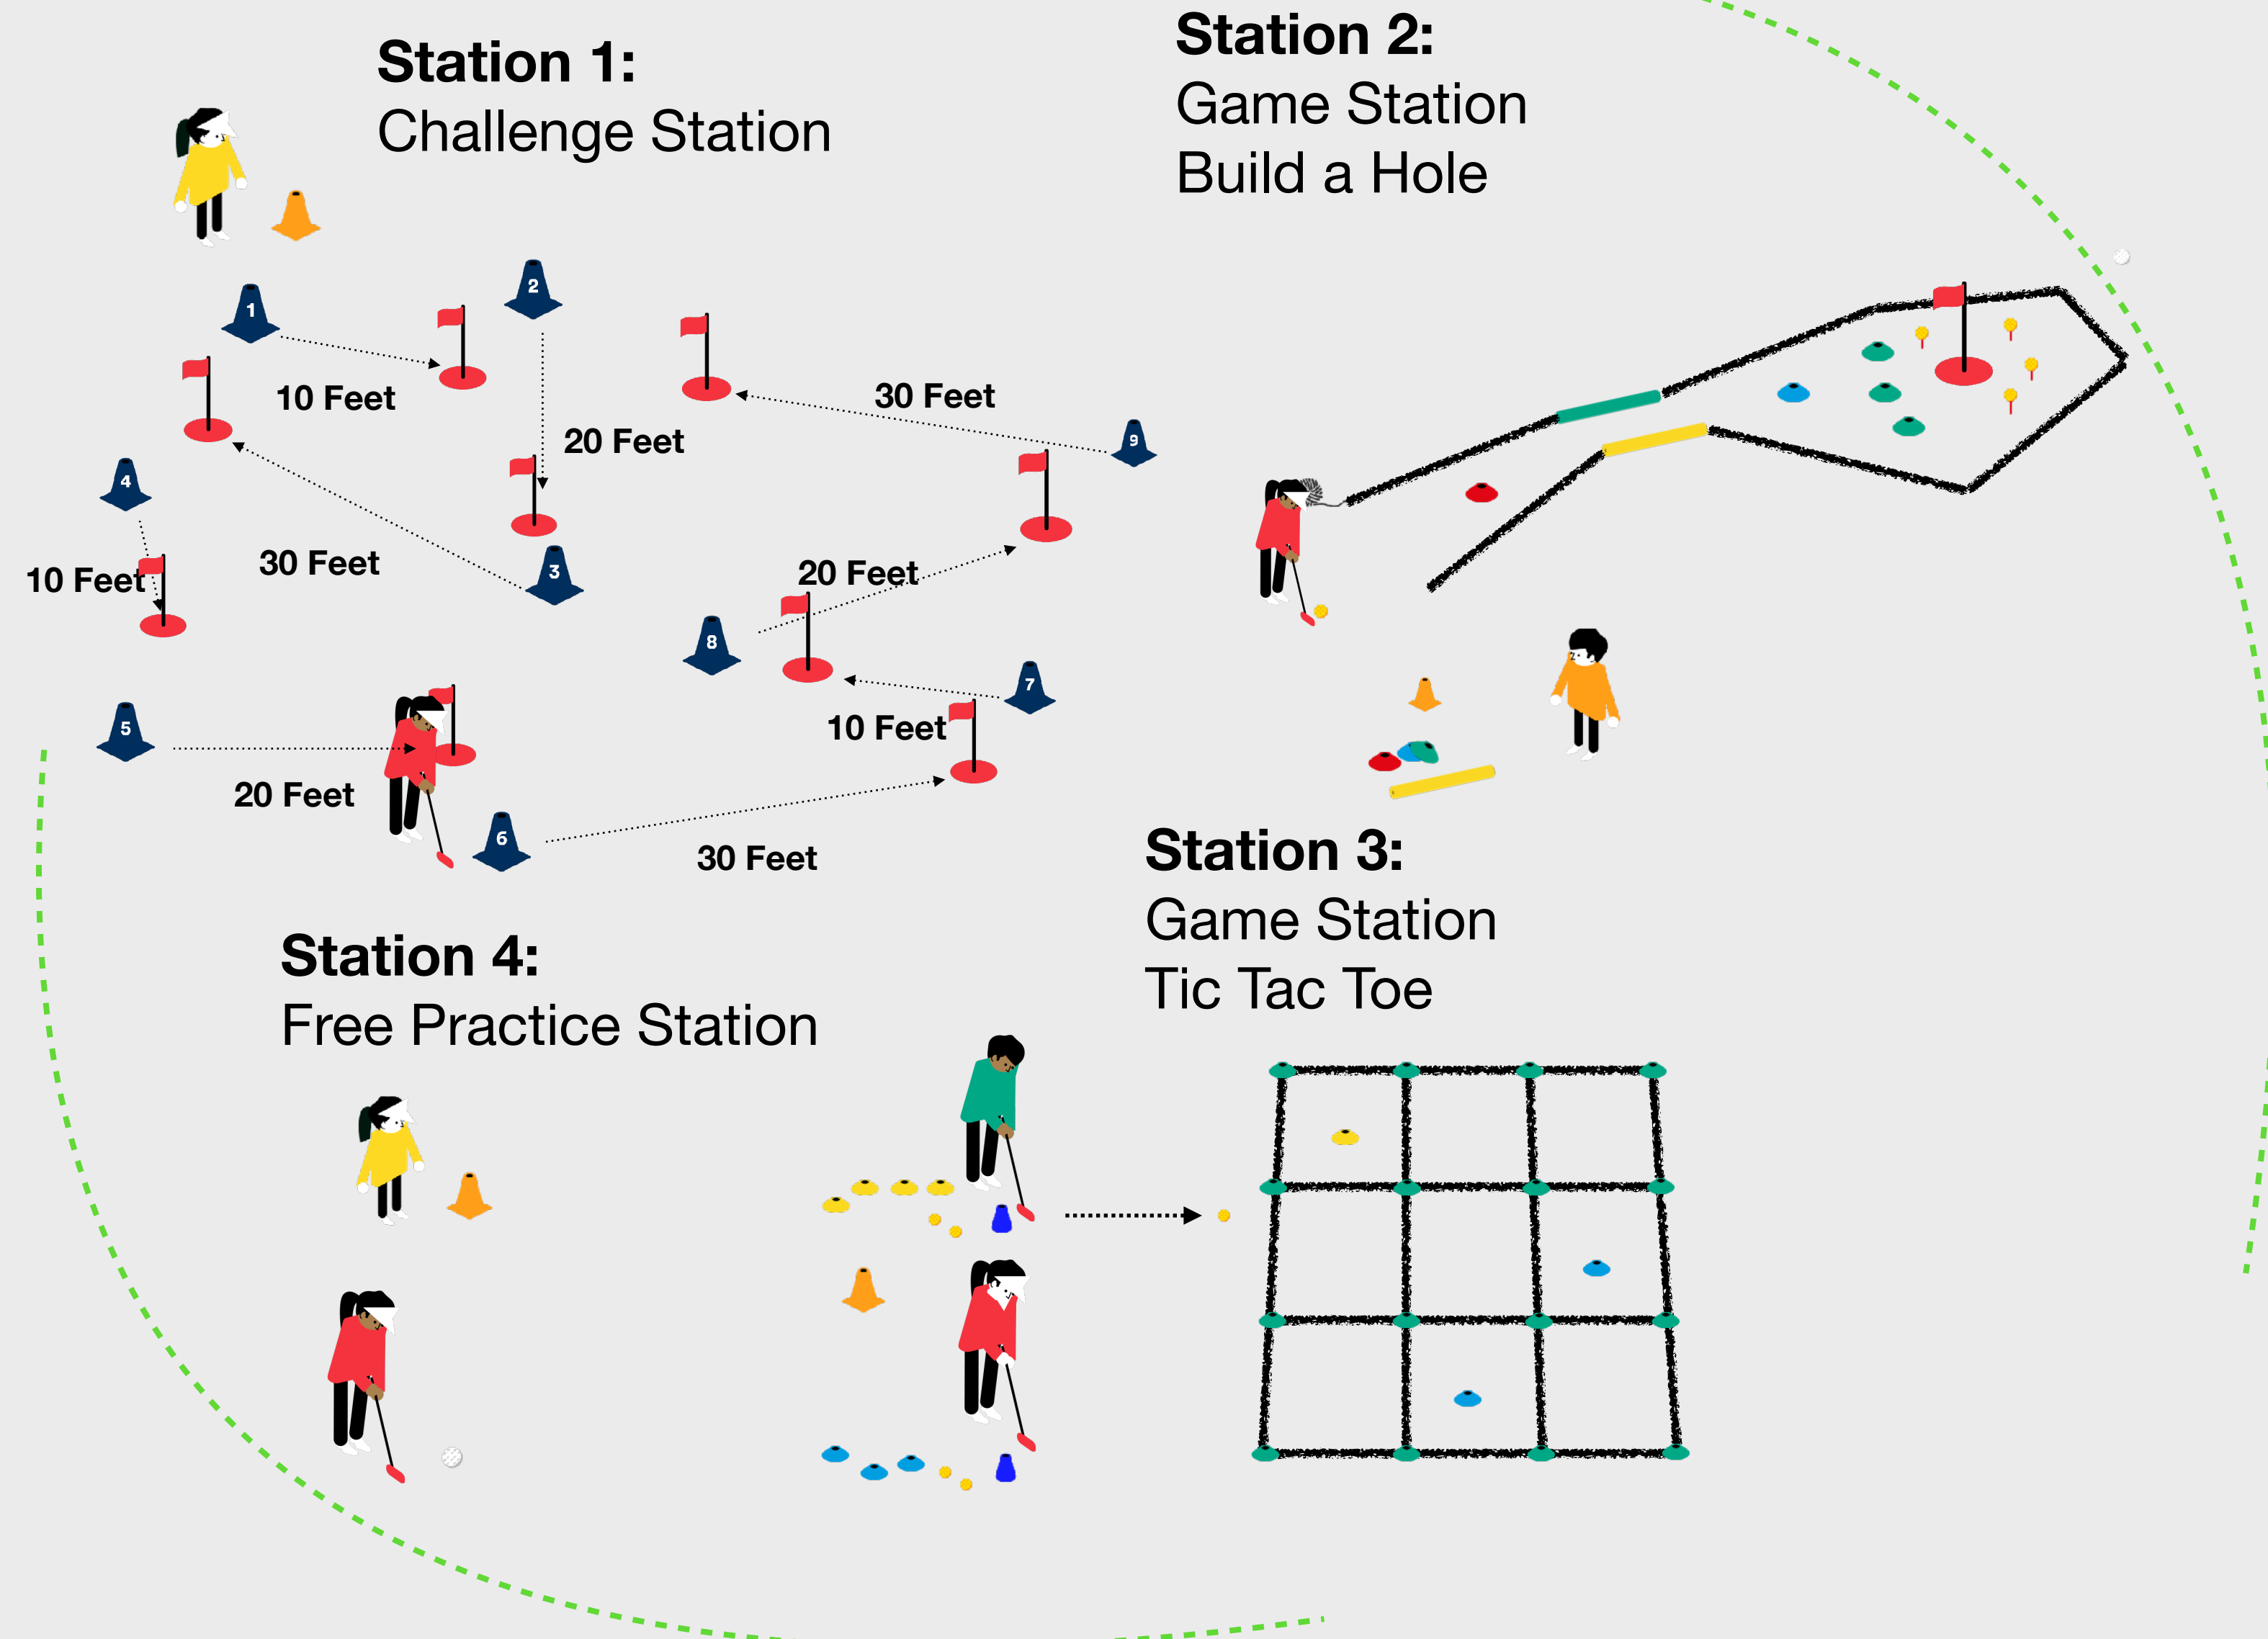 Station 1:
Challenge Station
Station 2:
Game Station
Build a Hole
1
2
10 Feet
20 Feet
30 Feet
9
4
10 Feet
30 Feet
3
20 Feet
8
7
10 Feet
5
20 Feet
6
30 Feet
Station 3:
Game Station
Tic Tac Toe
Station 4:
Free Practice Station